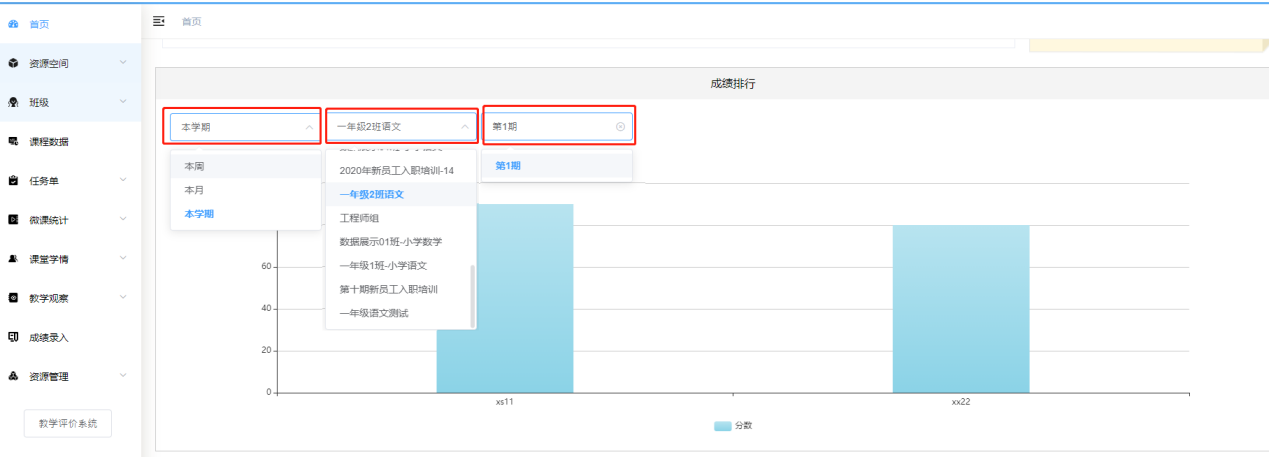 首页
首页
资源空间
班级
课程数据
任务单
微课统计
课堂学情
教学观察
成绩录入
资源管理
教学评价系统
成绩排行
本学期
一年级2班语文
第1期
本周
本月
本学期
2020年新员工入职培训-14
一年级2班语文
工程师组
数据展示01班-小学数学
一年级1班-小学语文
第十期新员工入职培训
一年级语文测试
第1期
60
40
20
0
xs11
xx22
分数